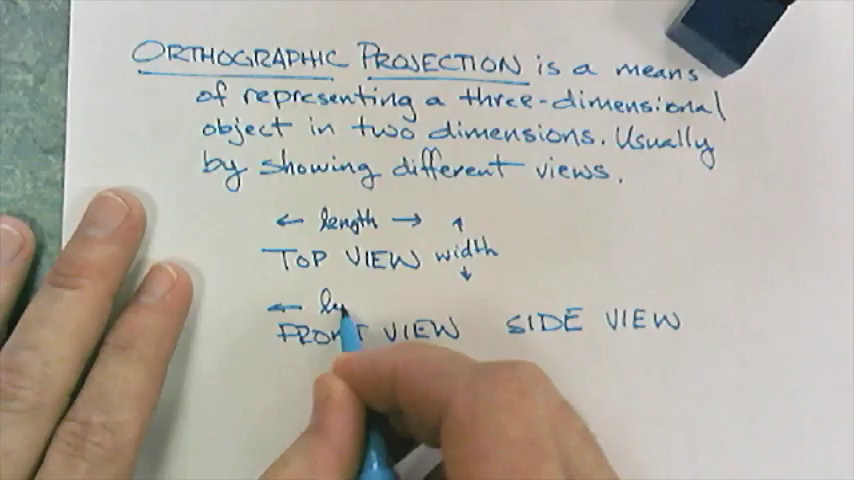 ORTHOGRAPHIC PROJECTION is a means
of representing a three-dimensional
object in two dimensions. Usually
by showing different views.
← length → ↑
TOP VIEW width
↓
←
FRONT VIEW SIDE VIEW